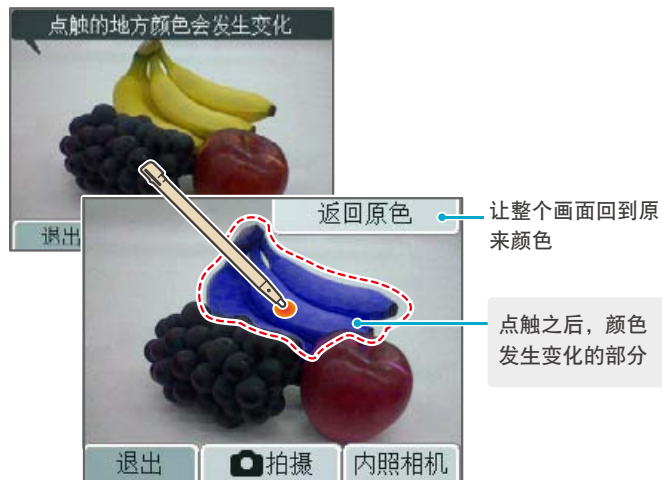 点触的地方颜色会发生变化
退出
返回原色
让整个画面回到原
来颜色
点触之后，颜色
发生变化的部分
退出
拍摄
内照相机